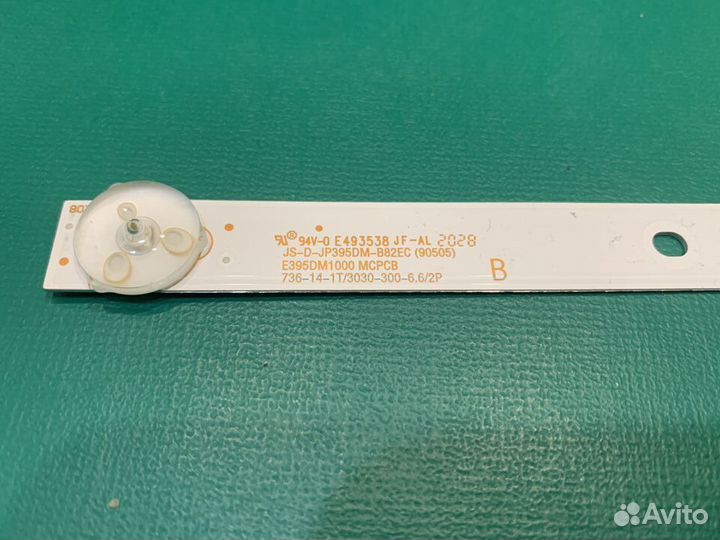 94V-0 E493538 JF-AL 2028
JS-D-JP395DM-B82EC (90505)
E395DM1000 MCPCB
736-14-1T/3030-300-6.6/2P
B
Avito